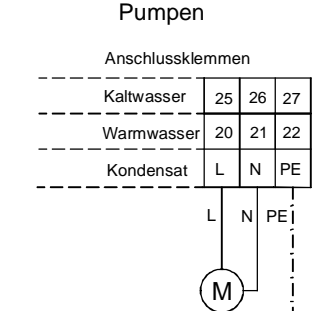 Pumpen
Anschlussklemmen
Kaltwasser 25 26 27
Warmwasser 20 21 22
Kondensat L N PE
L N PE
M